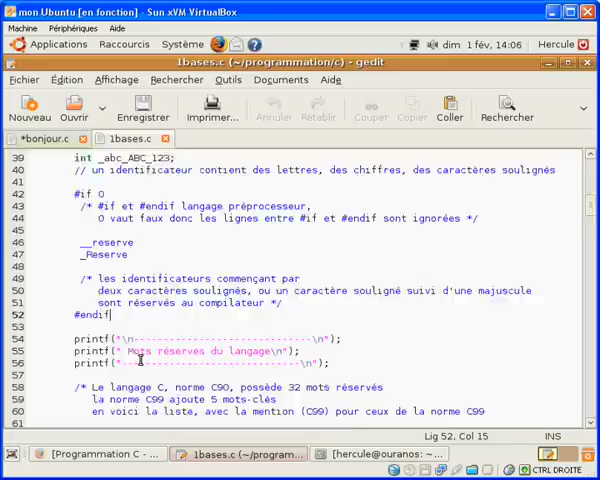 mon Ubuntu [en fonction] - Sun xVM VirtualBox
Machine Périphériques Aide
Applications Raccourcis Système dim 1 fév, 14:06 Hercule
1bases.c (~/programmation/c) - gedit
Fichier Édition Affichage Rechercher Outils Documents Aide
Nouveau Ouvrir Enregistrer Imprimer... Annuler Rétablir Couper Copier Coller Rechercher
*bonjour.c 1bases.c
39 int _abc_ABC_123;
40 // un identificateur contient des lettres, des chiffres, des caractères soulignés
41
42 #if 0
43 /* #if et #endif langage préprocesseur,
44 0 vaut faux donc les lignes entre #if et #endif sont ignorées */
45
46 __reserve
47 _Reserve
48
49 /* les identificateurs commençant par
50 deux caractères soulignés, ou un caractère souligné suivi d'une majuscule
51 sont réservés au compilateur */
52 #endif
53
54 printf("\n-----------------------------\n");
55 printf(" Mots réservés du langage\n");
56 printf("-----------------------------\n");
57
58 /* Le langage C, norme C90, possède 32 mots réservés
59 la norme C99 ajoute 5 mots-clés
60 en voici la liste, avec la mention (C99) pour ceux de la norme C99
61
Lig 52, Col 15 INS
[Programmation C - ... 1bases.c (~/program... [hercule@ouranos: ~...
CTRL DROITE